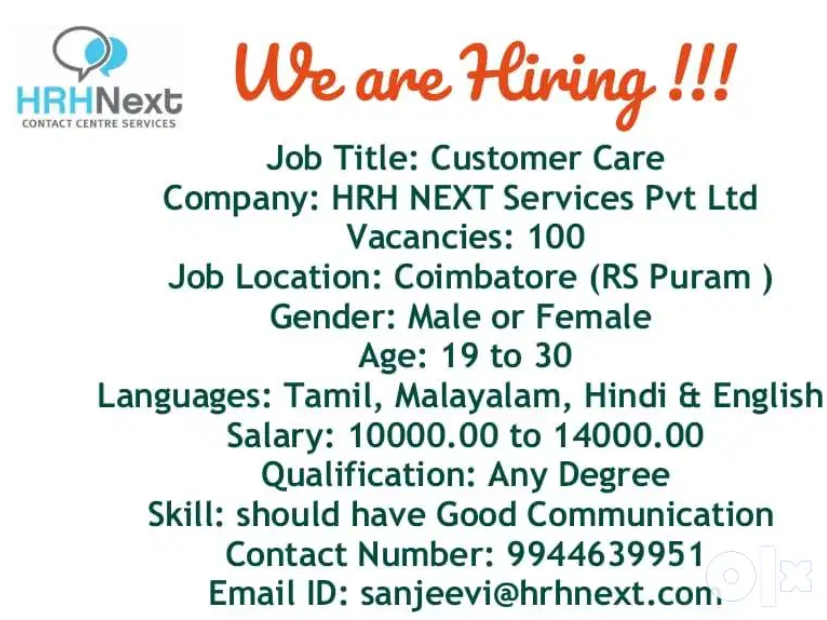 HRHNext
CONTACT CENTRE SERVICES
We are Hiring !!!
Job Title: Customer Care
Company: HRH NEXT Services Pvt Ltd
Vacancies: 100
Job Location: Coimbatore (RS Puram )
Gender: Male or Female
Age: 19 to 30
Languages: Tamil, Malayalam, Hindi & English
Salary: 10000.00 to 14000.00
Qualification: Any Degree
Skill: should have Good Communication
Contact Number: 9944639951
Email ID: sanjeevi@hrhnext.com
olx